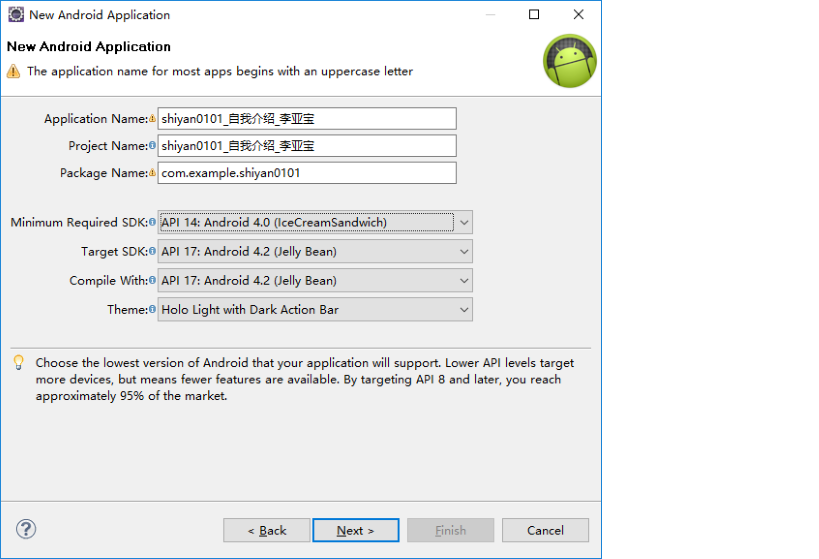 New Android Application
New Android Application
The application name for most apps begins with an uppercase letter
Application Name: shiyan0101_自我介绍_李亚宝
Project Name: shiyan0101_自我介绍_李亚宝
Package Name: com.example.shiyan0101
Minimum Required SDK: API 14: Android 4.0 (IceCreamSandwich)
Target SDK: API 17: Android 4.2 (Jelly Bean)
Compile With: API 17: Android 4.2 (Jelly Bean)
Theme: Holo Light with Dark Action Bar
Choose the lowest version of Android that your application will support. Lower API levels target
more devices, but means fewer features are available. By targeting API 8 and later, you reach
approximately 95% of the market.
? < Back Next > Finish Cancel